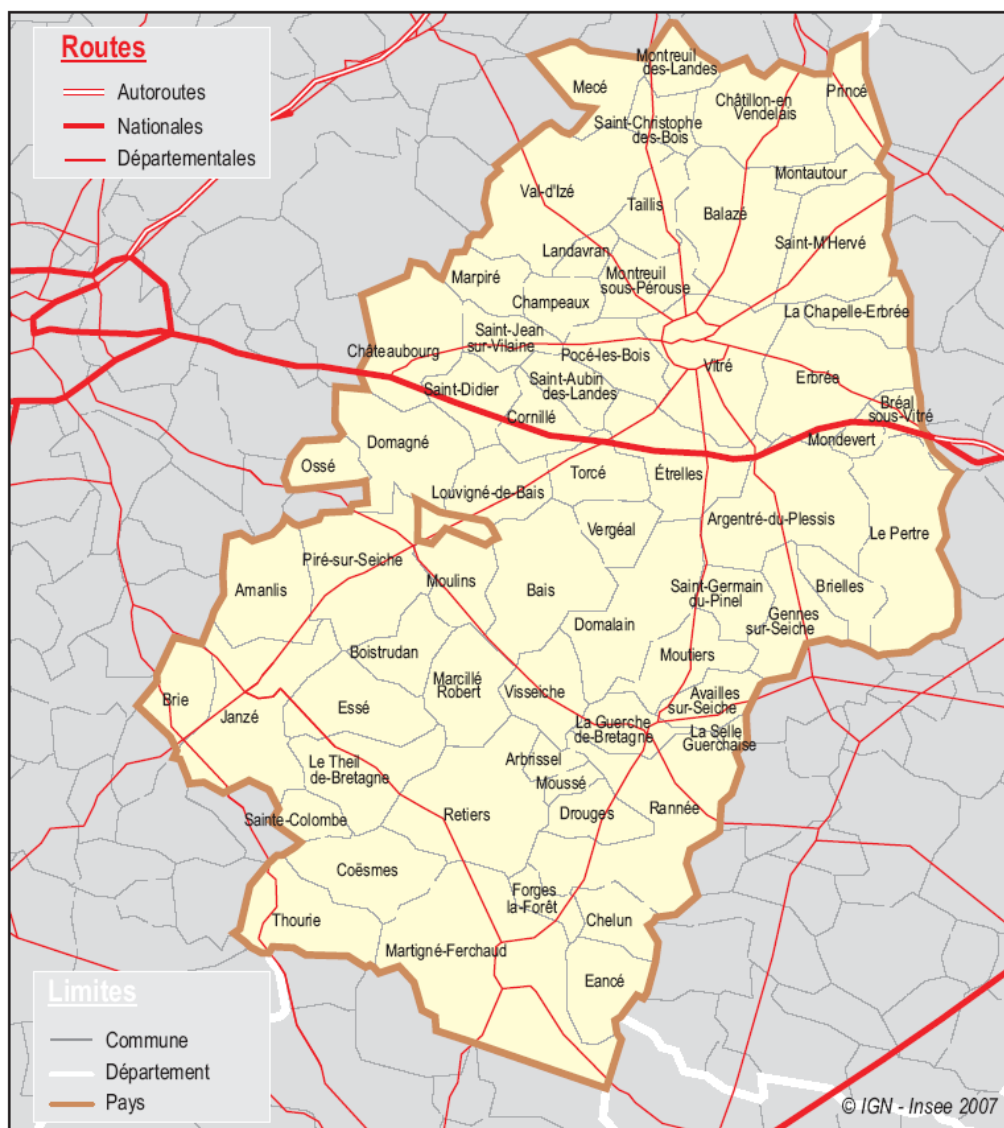 Routes
Autoroutes
Nationales
Départementales
Montreuil
des-Landes
Mecé
Châtillon-en
Vendelais
Princé
Saint-Christophe
des-Bois
Montautour
Val-d'Izé
Taillis
Balazé
Saint-M'Hervé
Landavran
Marpiré
Montreuil
sous-Pérouse
Champeaux
La Chapelle-Erbrée
Saint-Jean
sur-Vilaine
Châteaubourg
Pocé-les-Bois
Vitré
Erbrée
Saint-Didier
Saint-Aubin
des-Landes
Bréal
sous-Vitré
Cornillé
Mondevert
Domagné
Ossé
Torcé
Étrelles
Louvigné-de-Bais
Argentré-du-Plessis
Vergéal
Le Pertre
Piré-sur-Seiche
Amanlis
Moulins
Bais
Saint-Germain
du-Pinel
Brielles
Gennes
sur-Seiche
Domalain
Boistrudan
Moutiers
Marcillé
Robert
Visseiche
Availles
sur-Seiche
Brie
Janzé
Essé
La Guerche
de-Bretagne
La Selle
Guerchaise
Le Theil
de-Bretagne
Arbrissel
Moussé
Sainte-Colombe
Retiers
Drouges
Rannée
Coësmes
Forges
la-Forêt
Thourie
Chelun
Martigné-Ferchaud
Eancé
Limites
Commune
Département
Pays
© IGN - Insee 2007